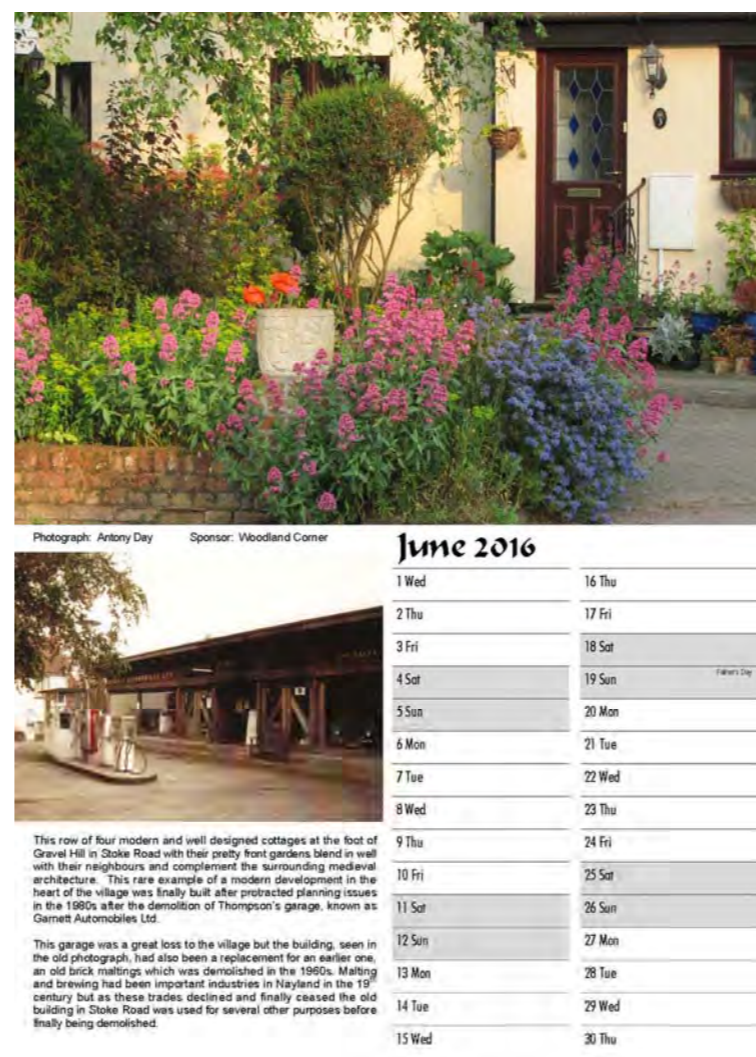 Photograph: Antony Day
Sponsor: Woodland Corner
This row of four modern and well designed cottages at the foot of
Gravel Hill in Stoke Road with their pretty front gardens blend in well
with their neighbours and complement the surrounding medieval
architecture. This rare example of a modern development in the
heart of the village was finally built after protracted planning issues
in the 1980s after the demolition of Thompson's garage, known as
Garnett Automobiles Ltd.
This garage was a great loss to the village but the building, seen in
the old photograph, had also been a replacement for an earlier one,
an old brick maltings which was demolished in the 1960s. Malting
and brewing had been important industries in Nayland in the 19th
century but as these trades declined and finally ceased the old
building in Stoke Road was used for several other purposes before
finally being demolished.
June 2016
1 Wed
2 Thu
3 Fri
4 Sat
5 Sun
6 Mon
7 Tue
8 Wed
9 Thu
10 Fri
11 Sat
12 Sun
13 Mon
14 Tue
15 Wed
16 Thu
17 Fri
18 Sat
19 Sun Father's Day
20 Mon
21 Tue
22 Wed
23 Thu
24 Fri
25 Sat
26 Sun
27 Mon
28 Tue
29 Wed
30 Thu